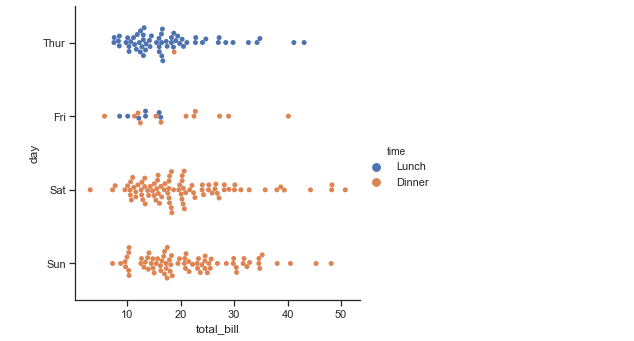 Thur
Fri
Sat
Sun
day
10 20 30 40 50
total_bill
time
Lunch
Dinner